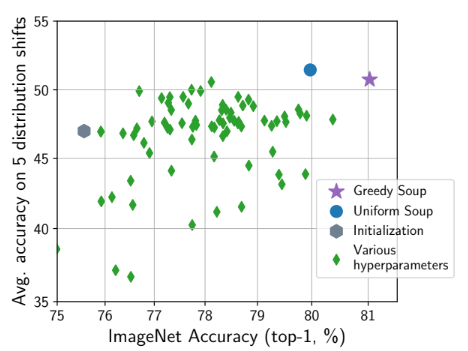 55
50
45
40
35
Avg. accuracy on 5 distribution shifts
75
76
77
78
79
80
81
ImageNet Accuracy (top-1, %)
Greedy Soup
Uniform Soup
Initialization
Various
hyperparameters